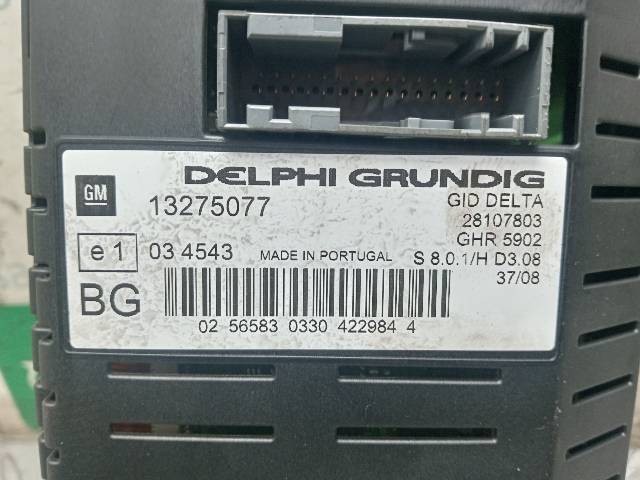 DELPHI GRUNDIG
GM 13275077 GID DELTA
28107803
GHR 5902
e1 03 4543 MADE IN PORTUGAL S 8.0.1/H D3.08
37/08
BG
02 56583 0330 422984 4